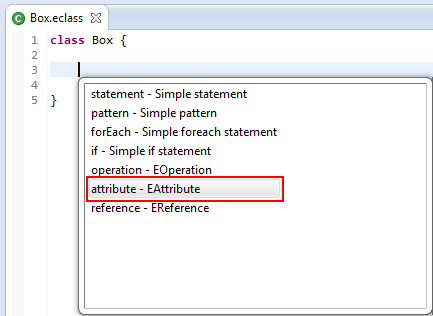 Box.eclass
1 class Box {
2
3
4
5 }
statement - Simple statement
pattern - Simple pattern
forEach - Simple foreach statement
if - Simple if statement
operation - EOperation
attribute - EAttribute
reference - EReference